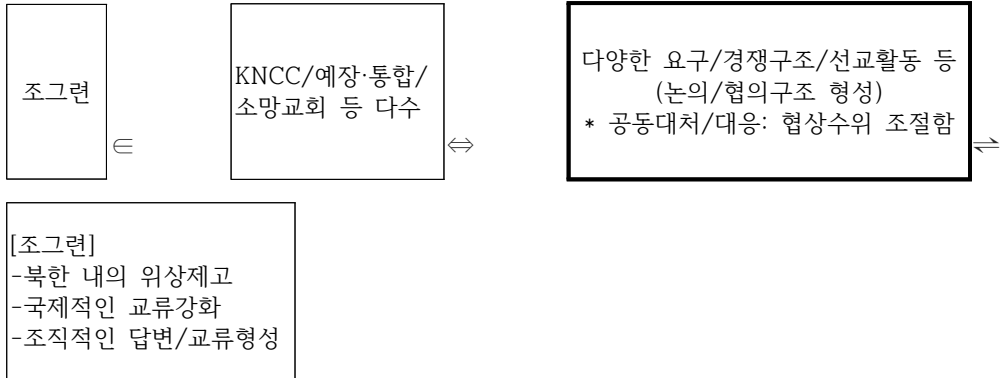 조그련
∈
KNCC/예장·통합/
소망교회 등 다수
⇔
다양한 요구/경쟁구조/선교활동 등
(논의/협의구조 형성)
* 공동대처/대응: 협상수위 조절함
⇌
[조그련]
-북한 내의 위상제고
-국제적인 교류강화
-조직적인 답변/교류형성